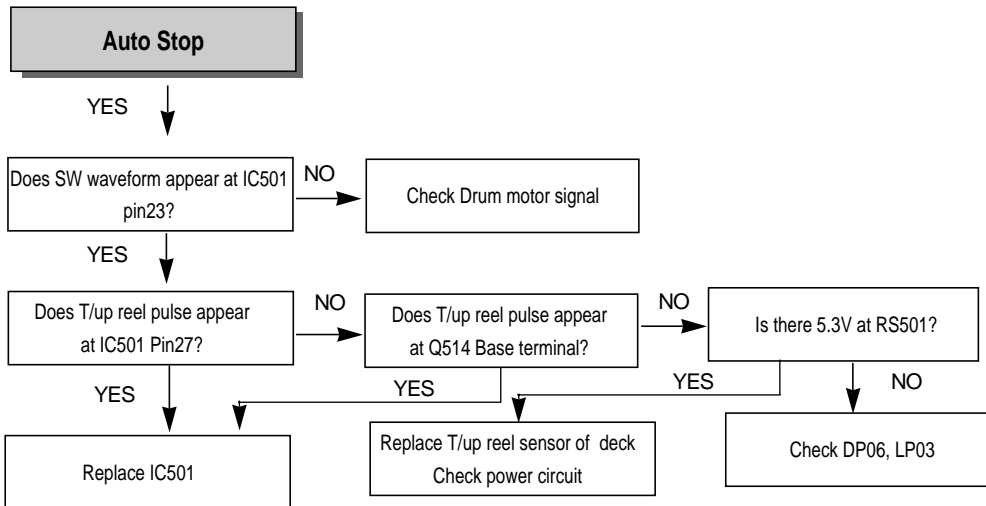 Auto Stop
YES
Does SW waveform appear at IC501
pin23?
NO
Check Drum motor signal
YES
Does T/up reel pulse appear
at IC501 Pin27?
NO
Does T/up reel pulse appear
at Q514 Base terminal?
NO
Is there 5.3V at RS501?
YES
YES
YES
NO
Replace IC501
Replace T/up reel sensor of deck
Check power circuit
Check DP06, LP03